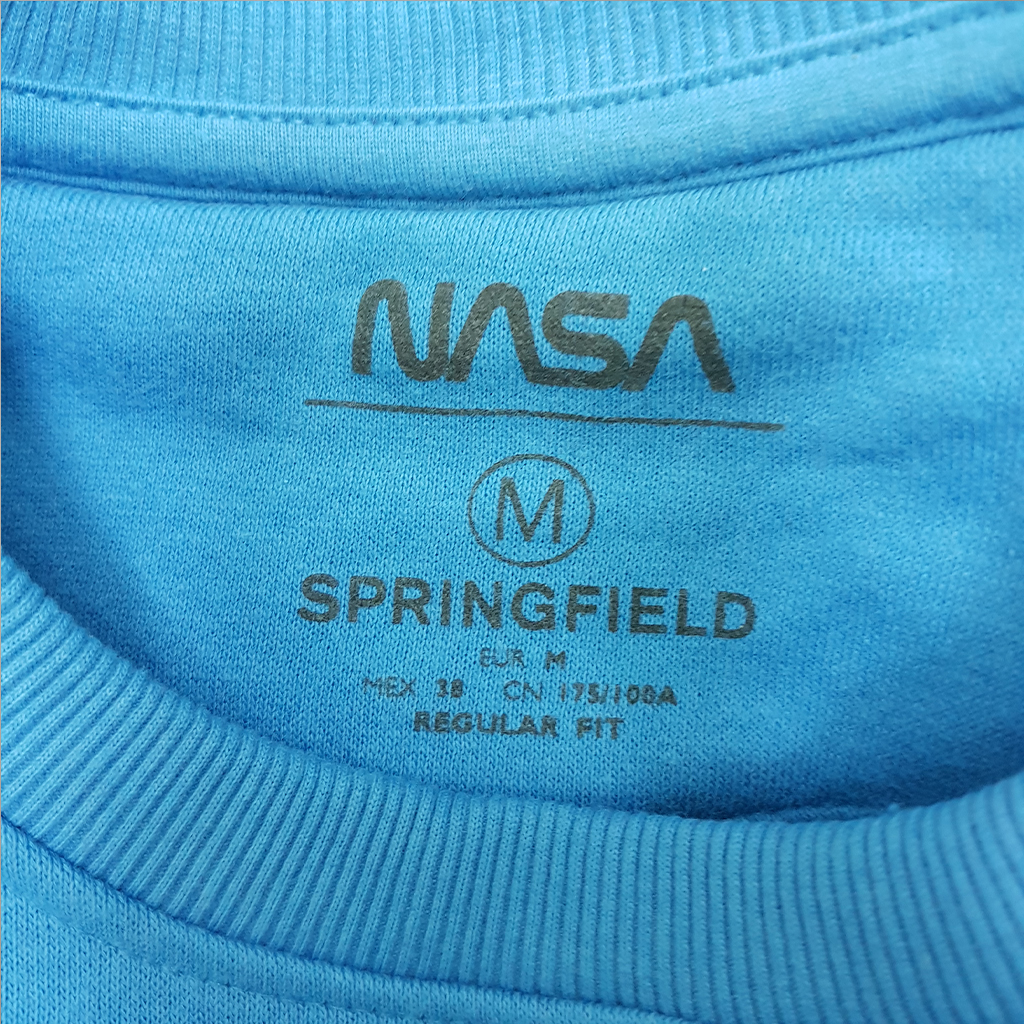 NASA
M
SPRINGFIELD
EUR M
MEX 38 CN 175/100A
REGULAR FIT